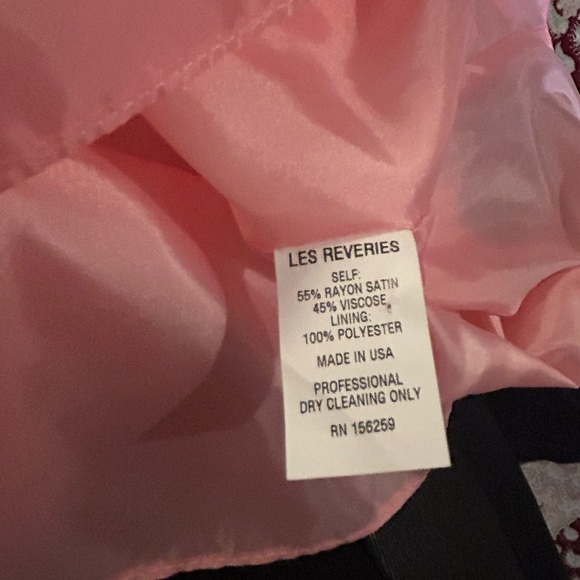 LES REVERIES
SELF:
55% RAYON SATIN
45% VISCOSE,
LINING:
100% POLYESTER
MADE IN USA
PROFESSIONAL
DRY CLEANING ONLY
RN 156259